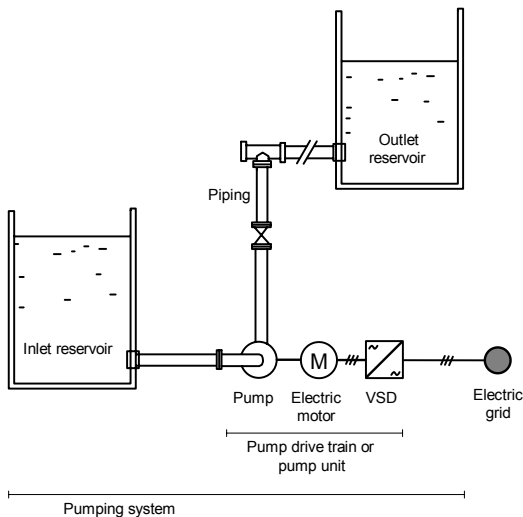 Outlet
reservoir
Piping
Inlet reservoir
M
~
~
Pump
Electric
motor
VSD
Electric
grid
Pump drive train or
pump unit
Pumping system